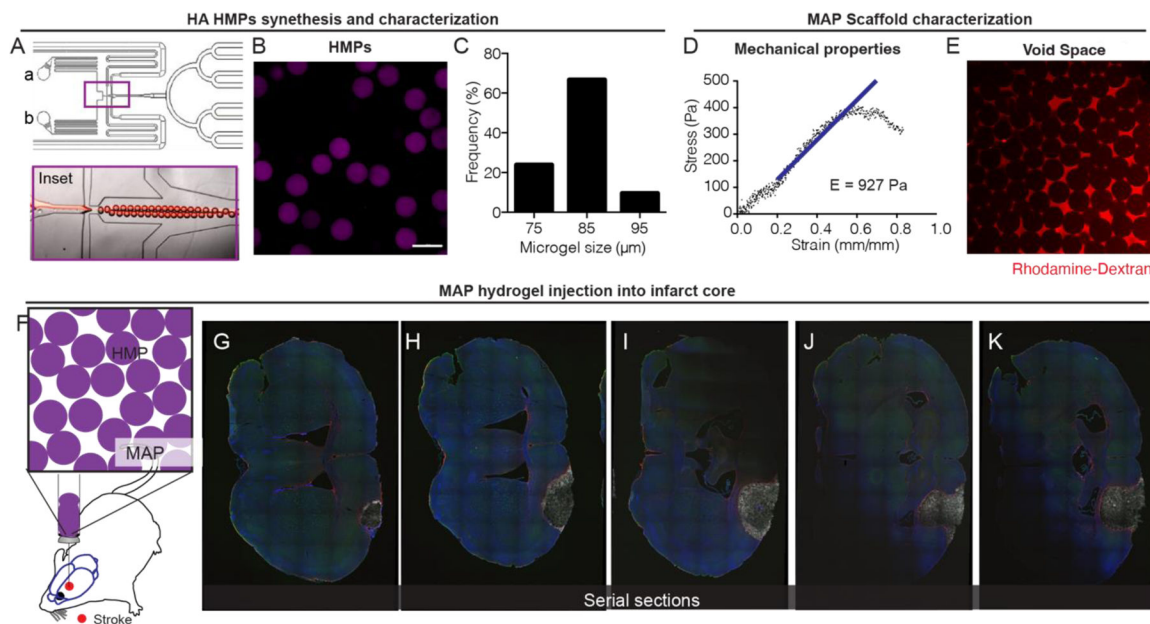 HA HMPs synethesis and characterization
MAP Scaffold characterization
A
a
b
Inset
B
HMPs
C
Frequency (%)
80
60
40
20
0
75 85 95
Microgel size (µm)
D
Mechanical properties
Stress (Pa)
500
400
300
200
100
0
E = 927 Pa
0.0 0.2 0.4 0.6 0.8 1.0
Strain (mm/mm)
E
Void Space
Rhodamine-Dextran
MAP hydrogel injection into infarct core
F
HMP
MAP
Stroke
G
H
I
J
K
Serial sections